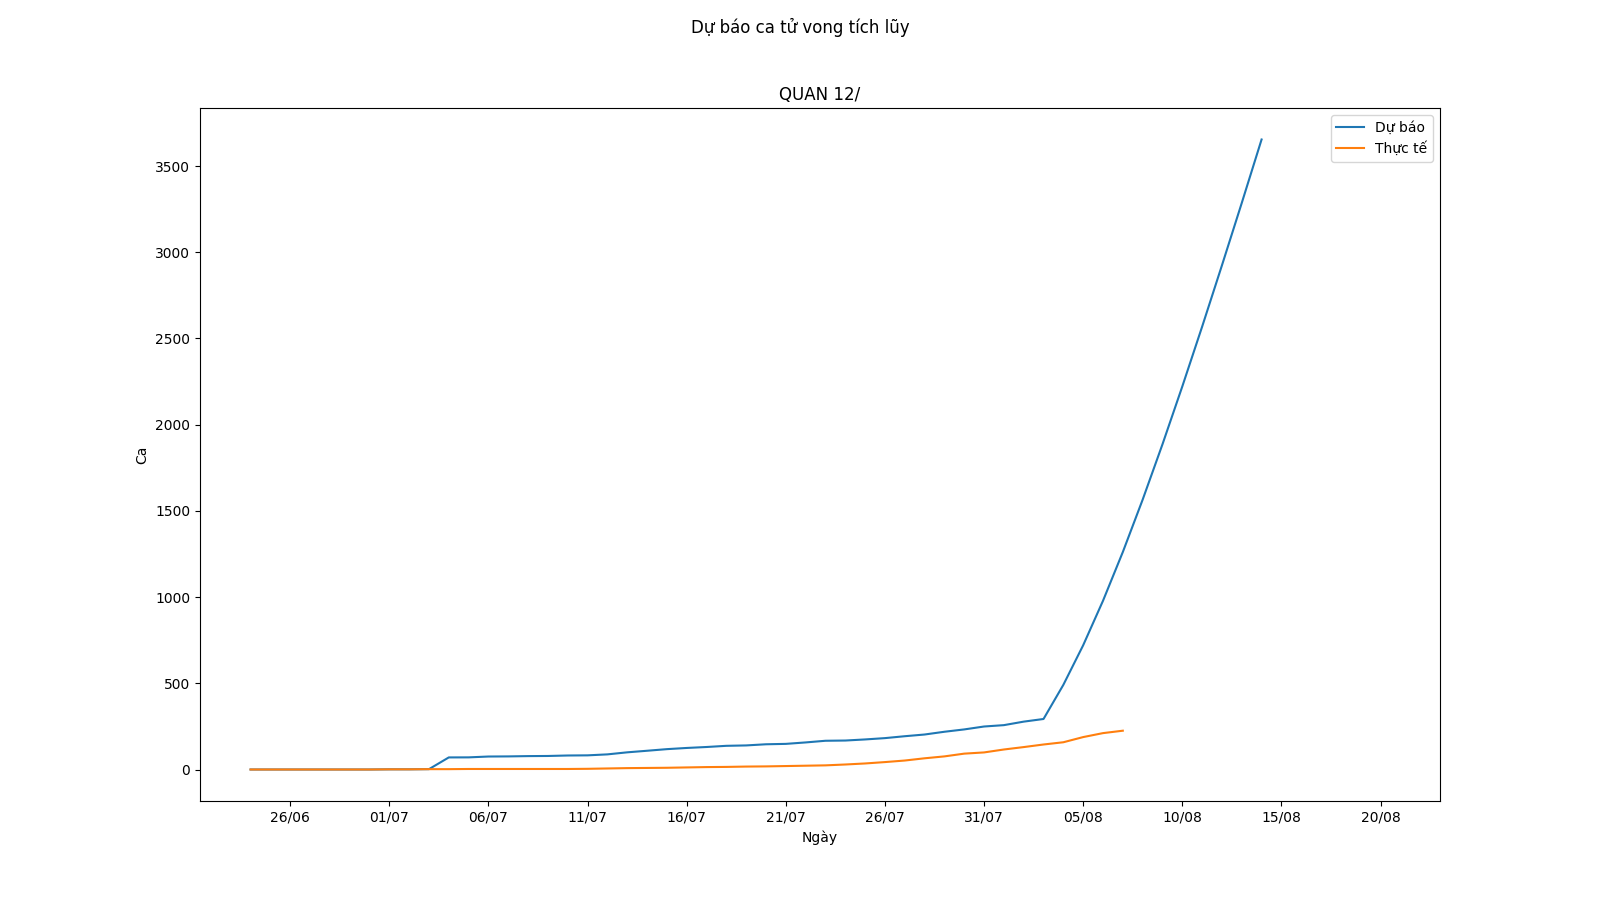 Dự báo ca tử vong tích lũy
QUAN 12/
Dự báo
Thực tế
3500
3000
2500
2000
1500
1000
500
0
Ca
26/06 01/07 06/07 11/07 16/07 21/07 26/07 31/07 05/08 10/08 15/08 20/08
Ngày